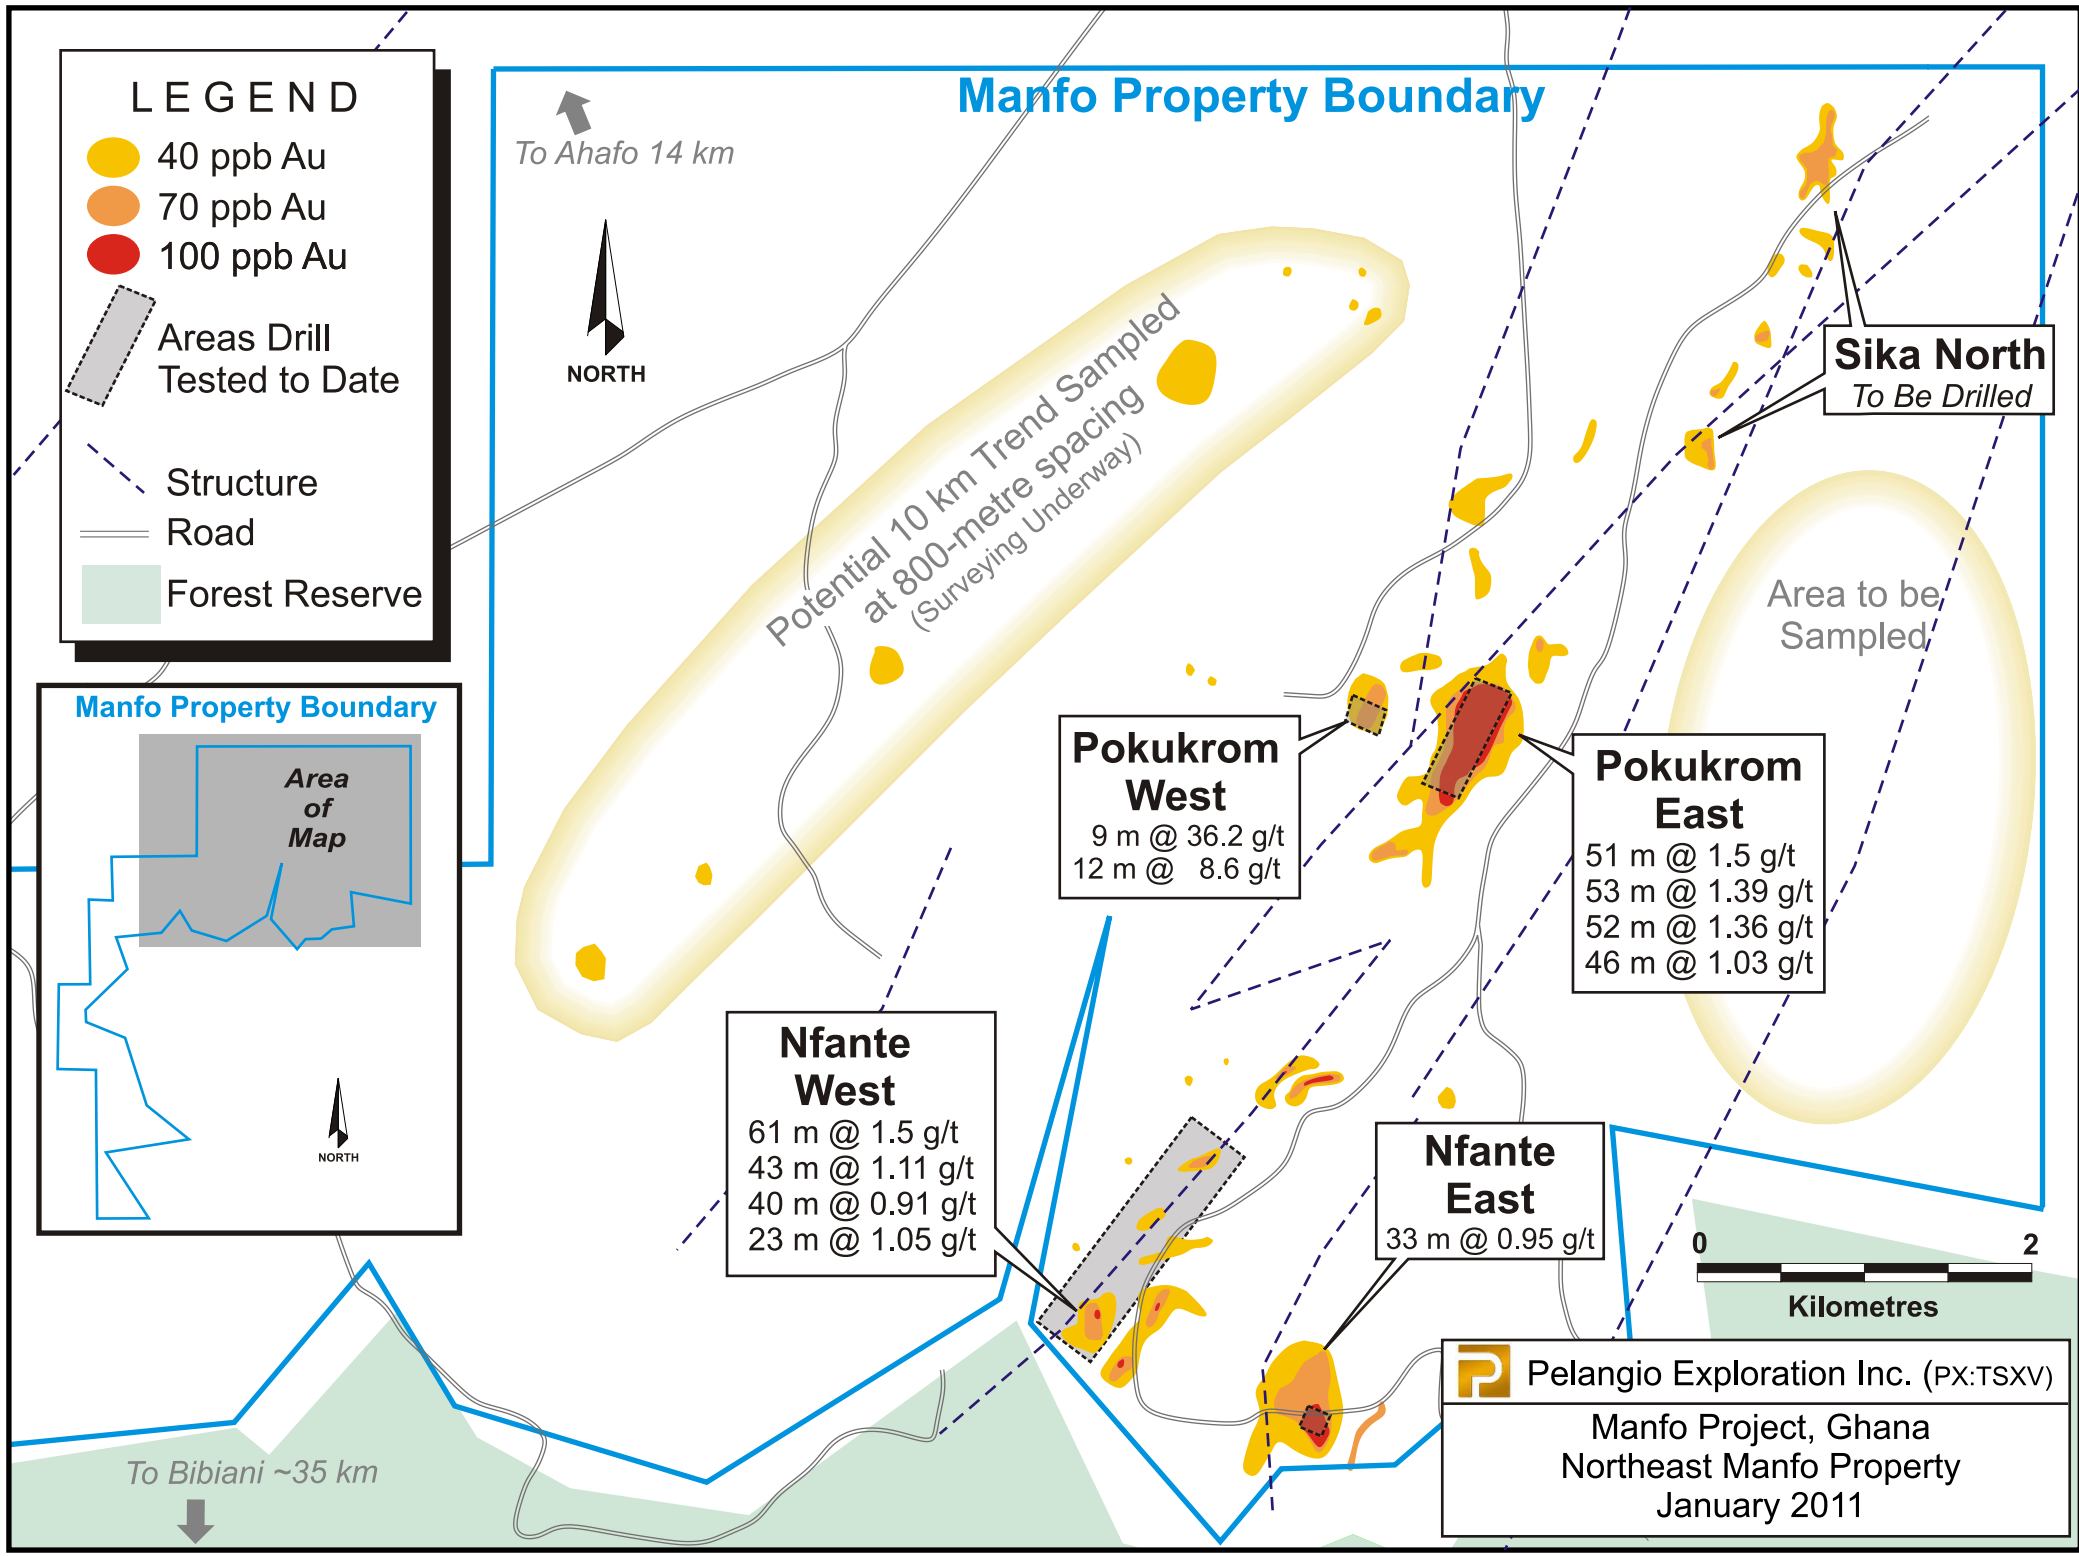 LEGEND
40 ppb Au
70 ppb Au
100 ppb Au
Areas Drill
Tested to Date
Structure
Road
Forest Reserve
Manfo Property Boundary
To Ahafo 14 km
NORTH
Potential 10 km Trend Sampled
at 800-metre spacing
(Surveying Underway)
Sika North
To Be Drilled
Area to be
Sampled
Manfo Property Boundary
Area
of
Map
NORTH
Pokukrom
West
9 m @ 36.2 g/t
12 m @ 8.6 g/t
Pokukrom
East
51 m @ 1.5 g/t
53 m @ 1.39 g/t
52 m @ 1.36 g/t
46 m @ 1.03 g/t
Nfante
West
61 m @ 1.5 g/t
43 m @ 1.11 g/t
40 m @ 0.91 g/t
23 m @ 1.05 g/t
Nfante
East
33 m @ 0.95 g/t
0 2
Kilometres
To Bibiani ~35 km
Pelangio Exploration Inc. (PX:TSXV)
Manfo Project, Ghana
Northeast Manfo Property
January 2011